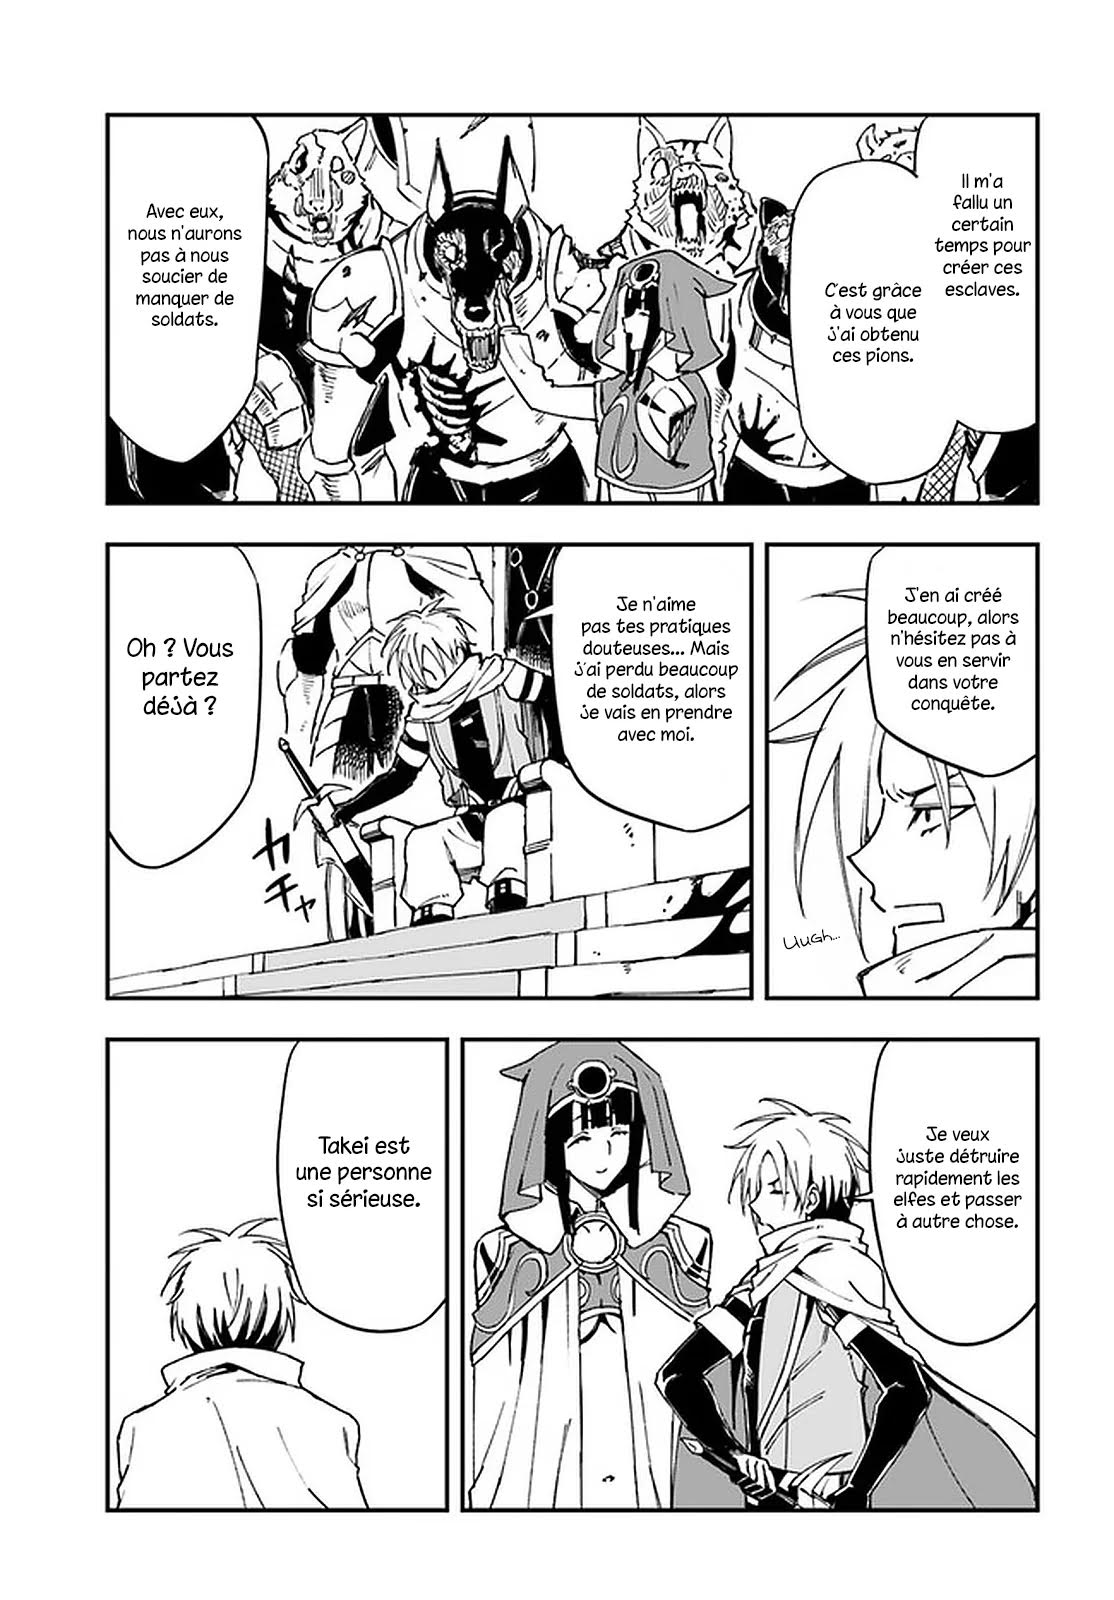 Il m'a
fallu un
certain
temps pour
créer ces
esclaves.
C'est grâce
à vous que
j'ai obtenu
ces pions.
Avec eux,
nous n'aurons
pas à nous
soucier de
manquer de
soldats.
J'en ai créé
beaucoup, alors
n'hésitez pas à
vous en servir
dans votre
conquête.
Uugh...
Je n'aime
pas tes pratiques
douteuses... Mais
j'ai perdu beaucoup
de soldats, alors
je vais en prendre
avec moi.
カチャ
Oh ? Vous
partez
déjà ?
Je veux
juste détruire
rapidement les
elfes et passer
à autre chose.
Takei est
une personne
si sérieuse.